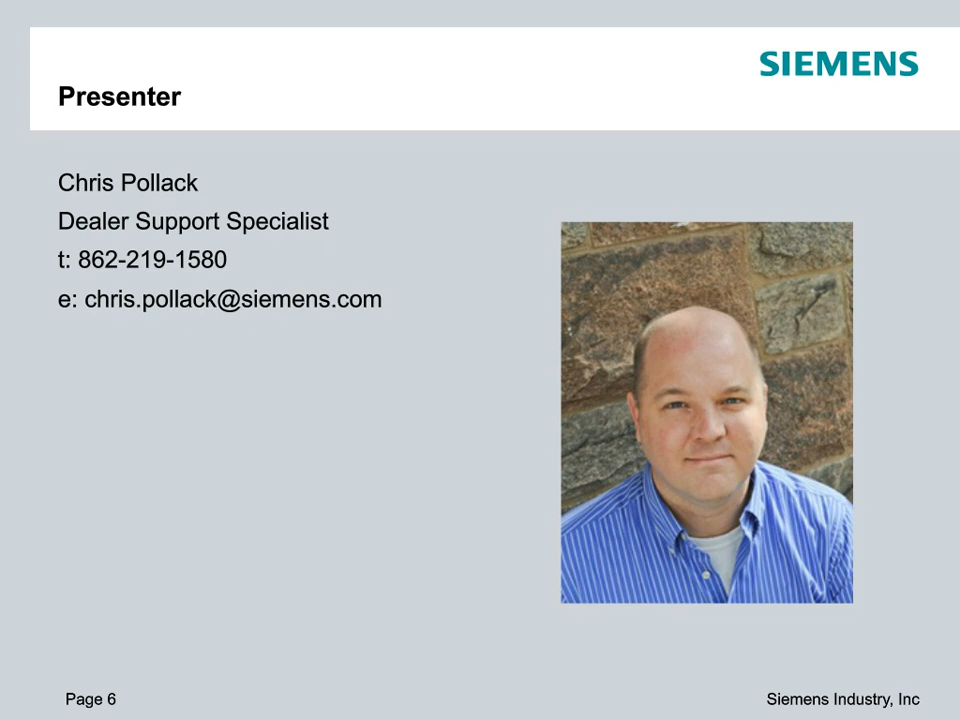 SIEMENS
Presenter
Chris Pollack
Dealer Support Specialist
t: 862-219-1580
e: chris.pollack@siemens.com
Page 6
Siemens Industry, Inc